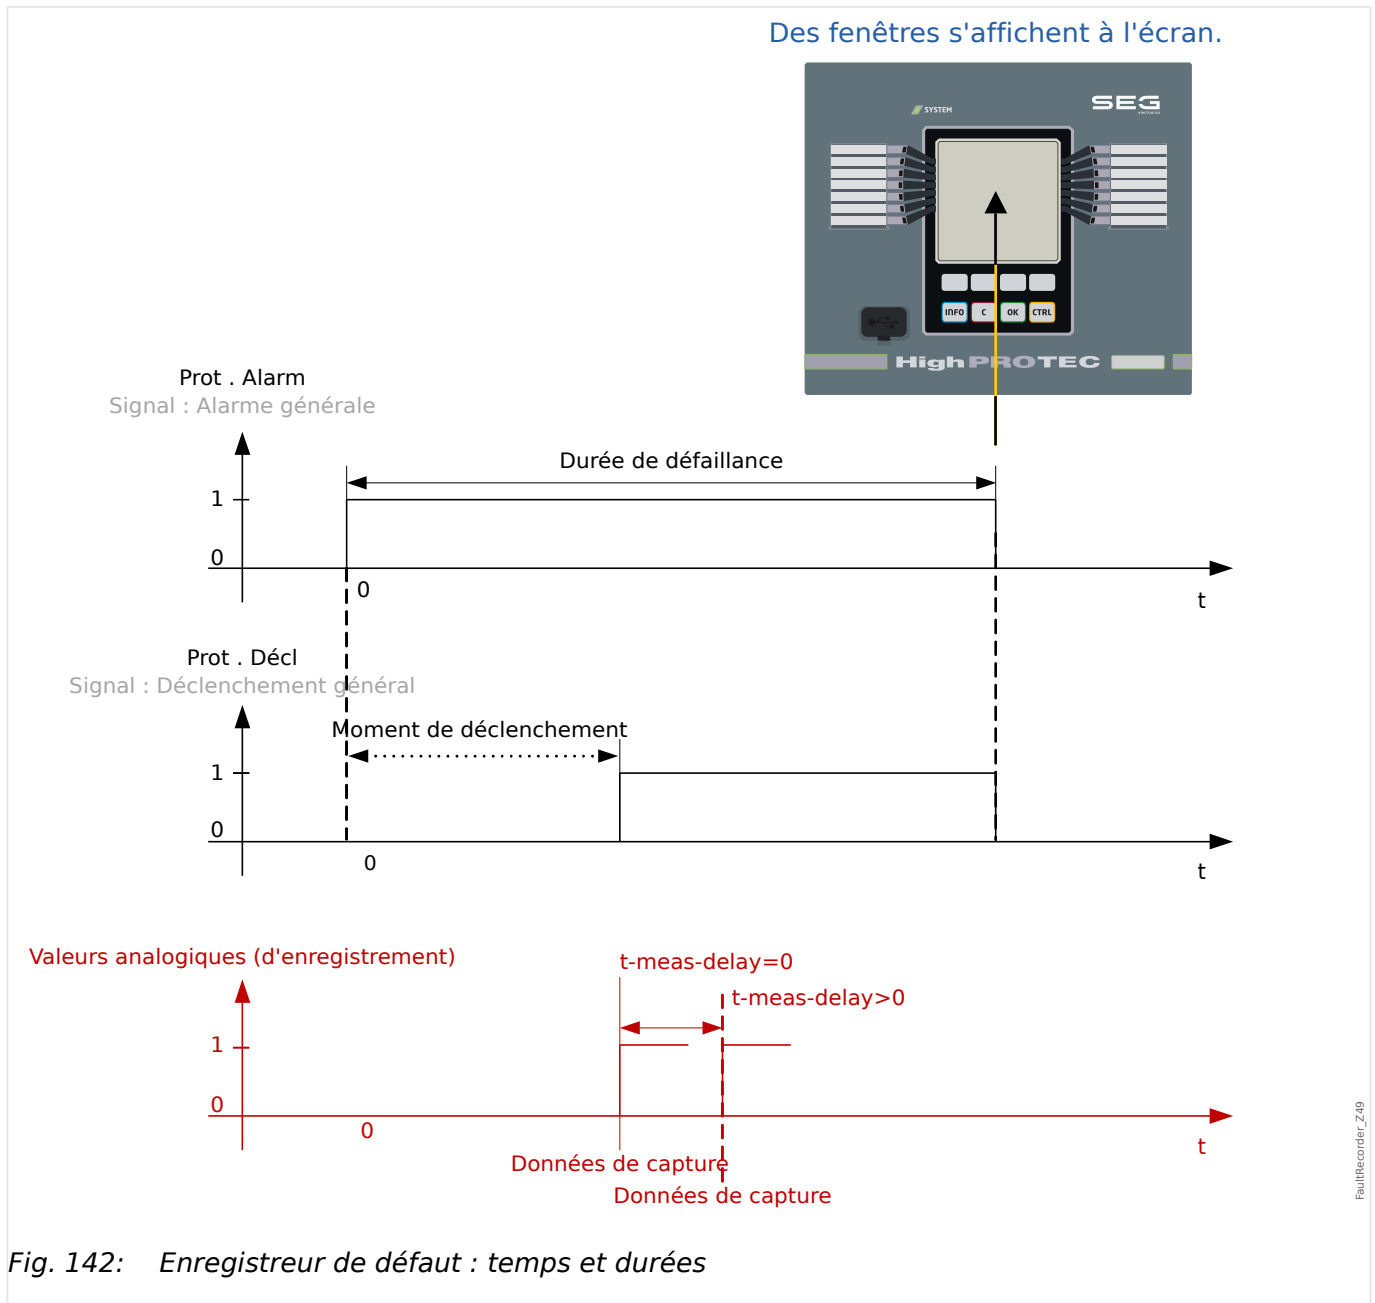 Des fenêtres s'affichent à l'écran.
SYSTEM
SEG
electronics
INFO
C
OK
CTRL
HighPROTEC
Prot . Alarm
Signal : Alarme générale
Durée de défaillance
1
0
0
t
Prot . Décl
Signal : Déclenchement général
Moment de déclenchement
1
0
0
t
Valeurs analogiques (d'enregistrement)
t-meas-delay=0
t-meas-delay>0
1
0
0
t
Données de capture
Données de capture
FaultRecorder_Z49
Fig. 142: Enregistreur de défaut : temps et durées